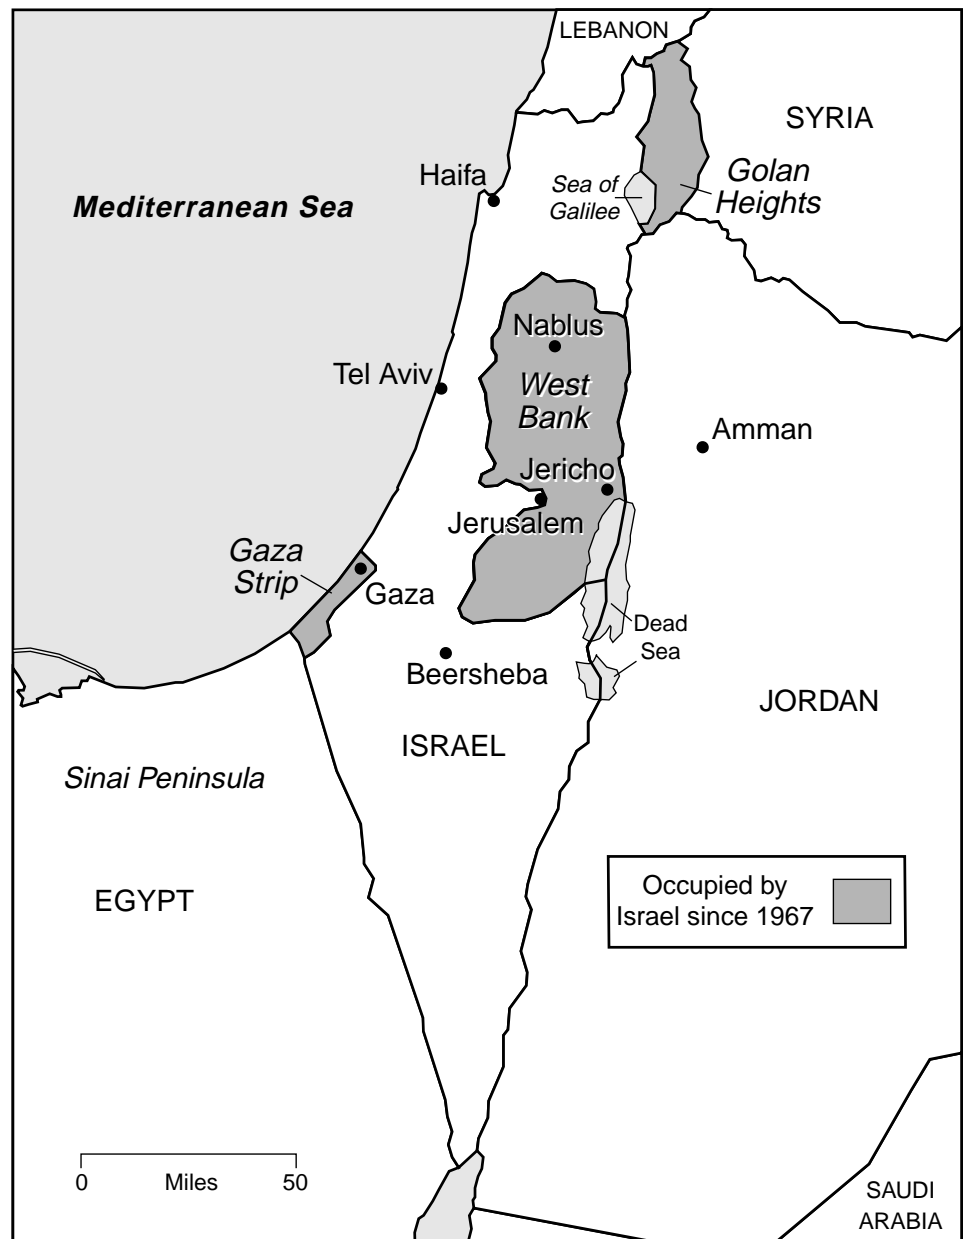 LEBANON
SYRIA
Haifa
Sea of
Galilee
Golan
Heights
Mediterranean Sea
Nablus
Tel Aviv
West
Bank
Amman
Jericho
Jerusalem
Gaza
Strip
Gaza
Dead
Sea
Beersheba
JORDAN
ISRAEL
Sinai Peninsula
EGYPT
Occupied by
Israel since 1967
0 Miles 50
SAUDI
ARABIA